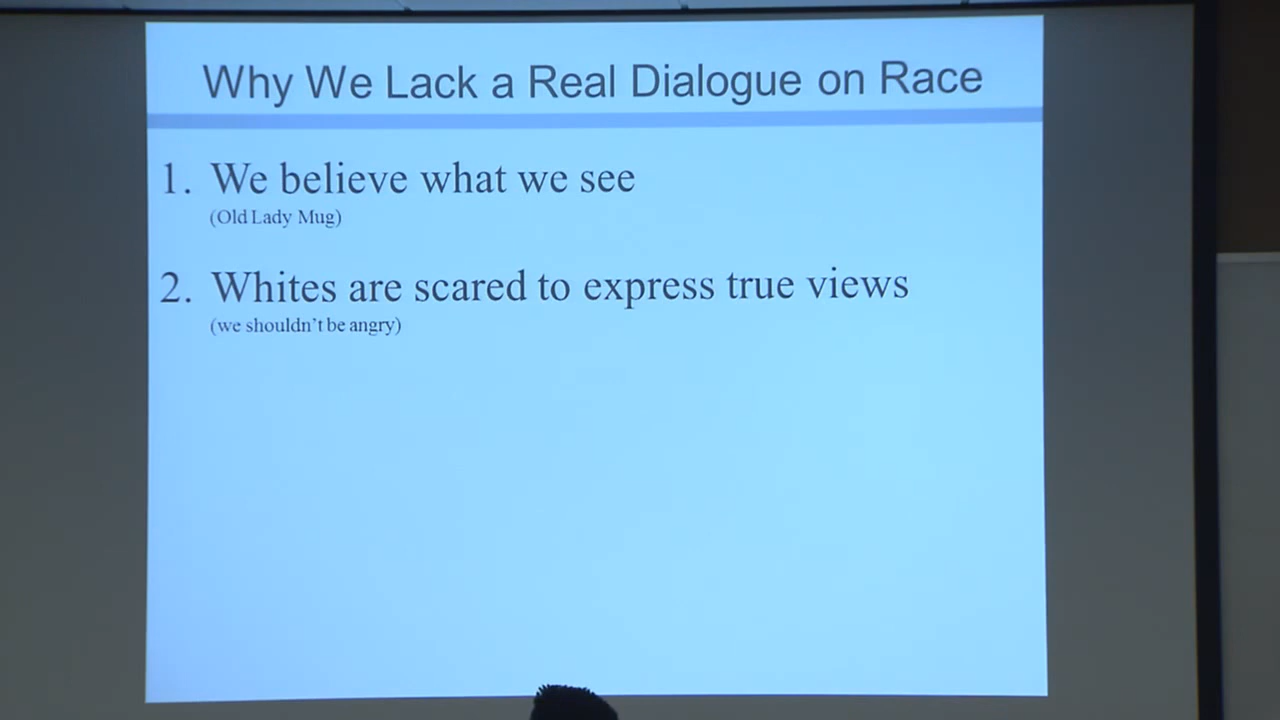 Why We Lack a Real Dialogue on Race
1. We believe what we see
(Old Lady Mug)
2. Whites are scared to express true views
(we shouldn't be angry)